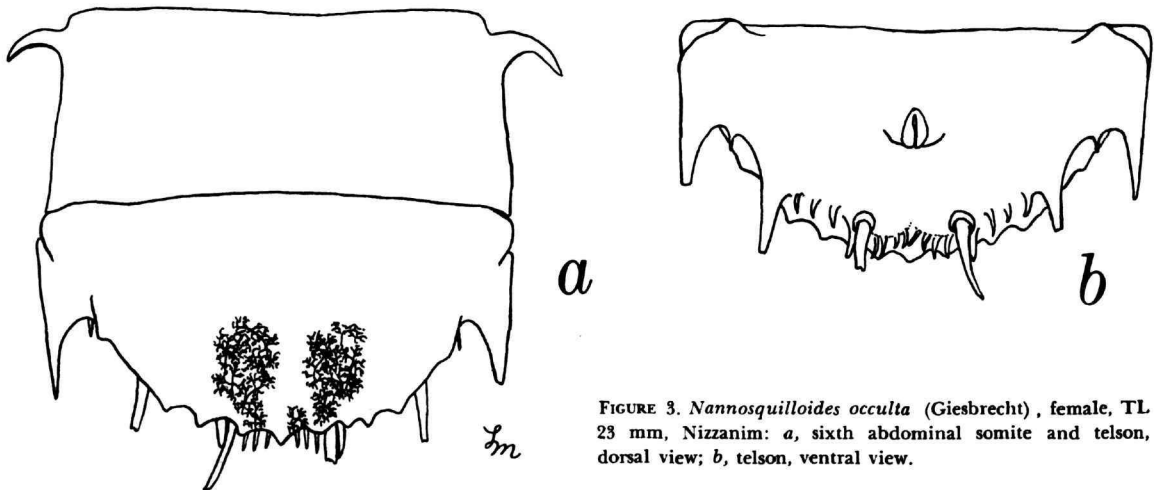 a
b
FIGURE 3. Nannosquilloides occulta (Giesbrecht), female, TL
23 mm, Nizzanim: a, sixth abdominal somite and telson,
dorsal view; b, telson, ventral view.